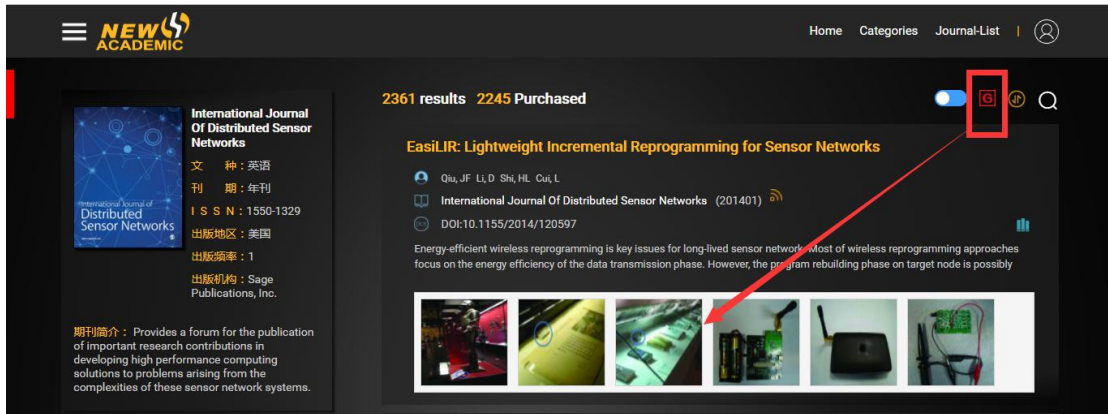 NEW
ACADEMIC
Home Categories Journal-List |
International Journal of
Distributed
Sensor Networks
International Journal
Of Distributed Sensor
Networks
文 种：英语
刊 期：年刊
I S S N：1550-1329
出版地区：美国
出版频率：1
出版机构：Sage
Publications, Inc.
期刊简介： Provides a forum for the publication
of important research contributions in
developing high performance computing
solutions to problems arising from the
complexities of these sensor network systems.
2361 results 2245 Purchased
G
EasiLIR: Lightweight Incremental Reprogramming for Sensor Networks
Qiu, JF Li, D Shi, HL Cui, L
International Journal Of Distributed Sensor Networks (201401)
DOI:10.1155/2014/120597
Energy-efficient wireless reprogramming is key issues for long-lived sensor network. Most of wireless reprogramming approaches
focus on the energy efficiency of the data transmission phase. However, the program rebuilding phase on target node is possibly